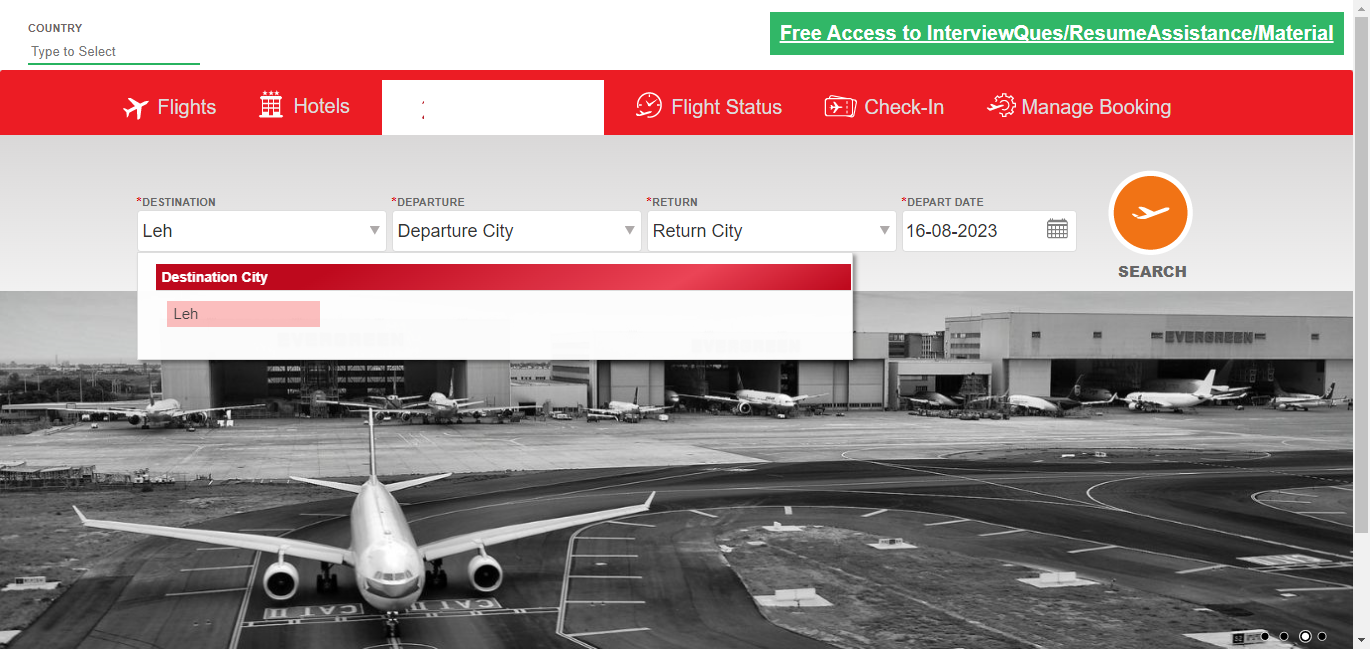 COUNTRY
Type to Select
Free Access to InterviewQues/ResumeAssistance/Material
Flights
Hotels
Flight Status
Check-In
Manage Booking
*DESTINATION
*DEPARTURE
*RETURN
*DEPART DATE
Leh
Departure City
Return City
16-08-2023
SEARCH
Destination City
Leh
EVERGREEN
CAT III
CAT II